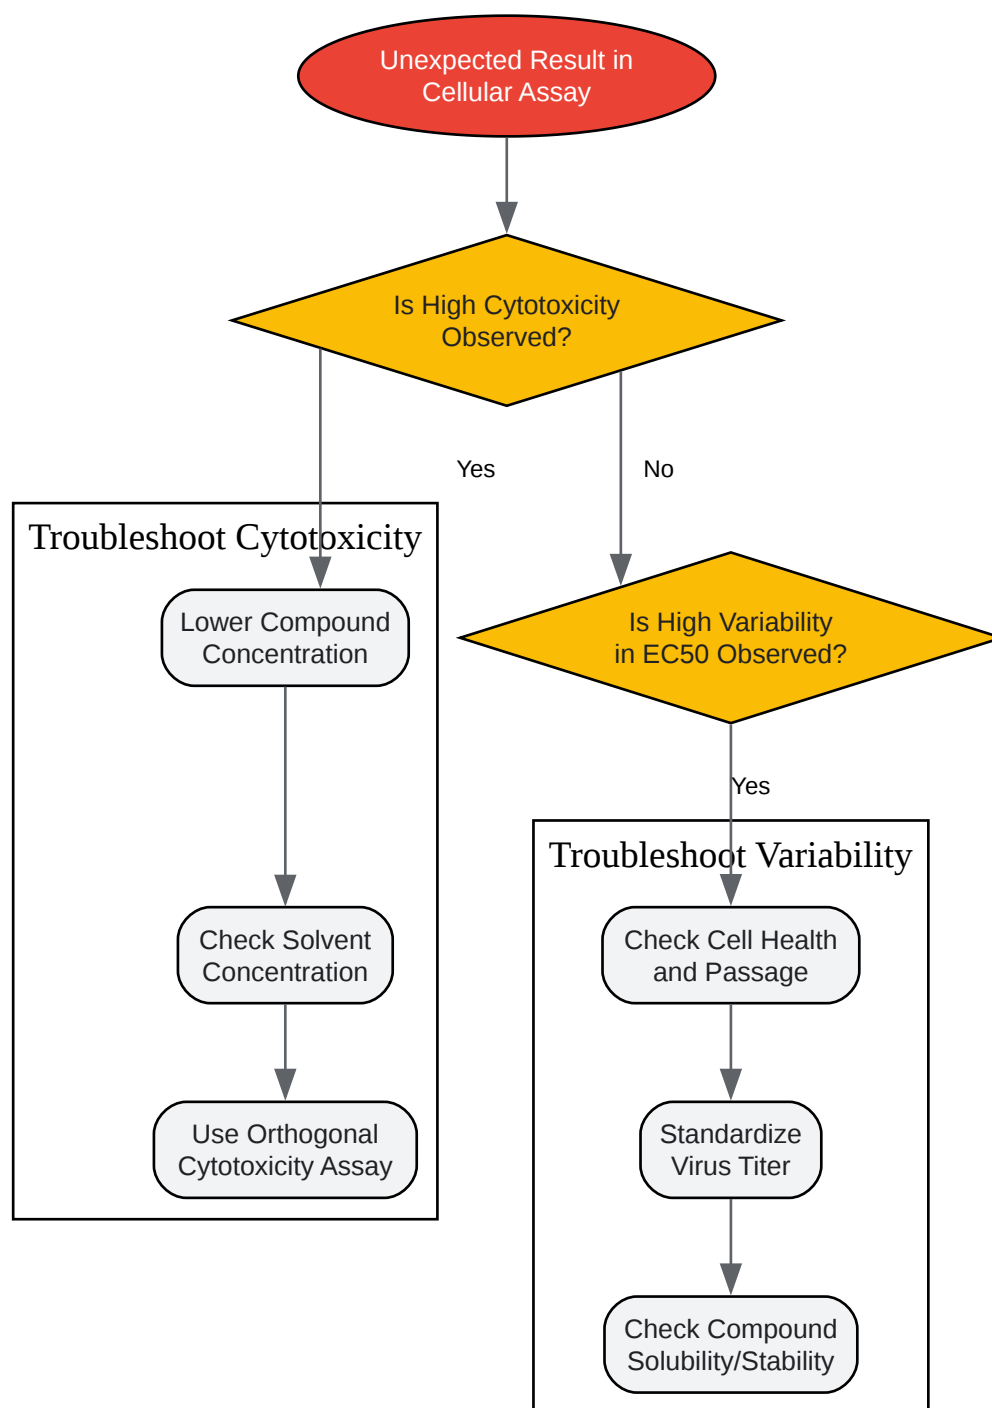 Unexpected Result in
Cellular Assay
Is High Cytotoxicity
Observed?
Yes
No
Troubleshoot Cytotoxicity
Lower Compound
Concentration
Is High Variability
in EC50 Observed?
Yes
Troubleshoot Variability
Check Solvent
Concentration
Check Cell Health
and Passage
Use Orthogonal
Cytotoxicity Assay
Standardize
Virus Titer
Check Compound
Solubility/Stability